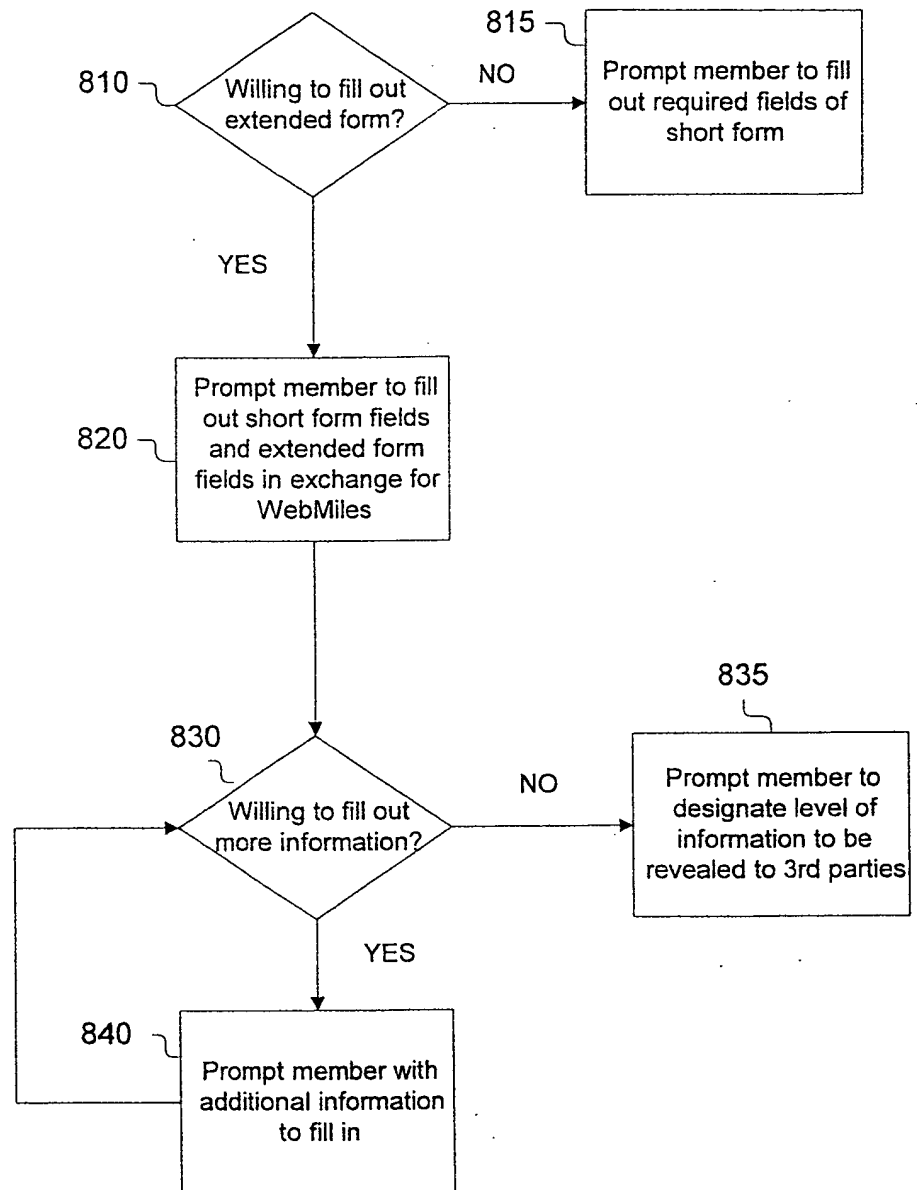 810
Willing to fill out
extended form?
NO
815
Prompt member to fill
out required fields of
short form
YES
820
Prompt member to fill
out short form fields
and extended form
fields in exchange for
WebMiles
830
Willing to fill out
more information?
NO
835
Prompt member to
designate level of
information to be
revealed to 3rd parties
YES
840
Prompt member with
additional information
to fill in